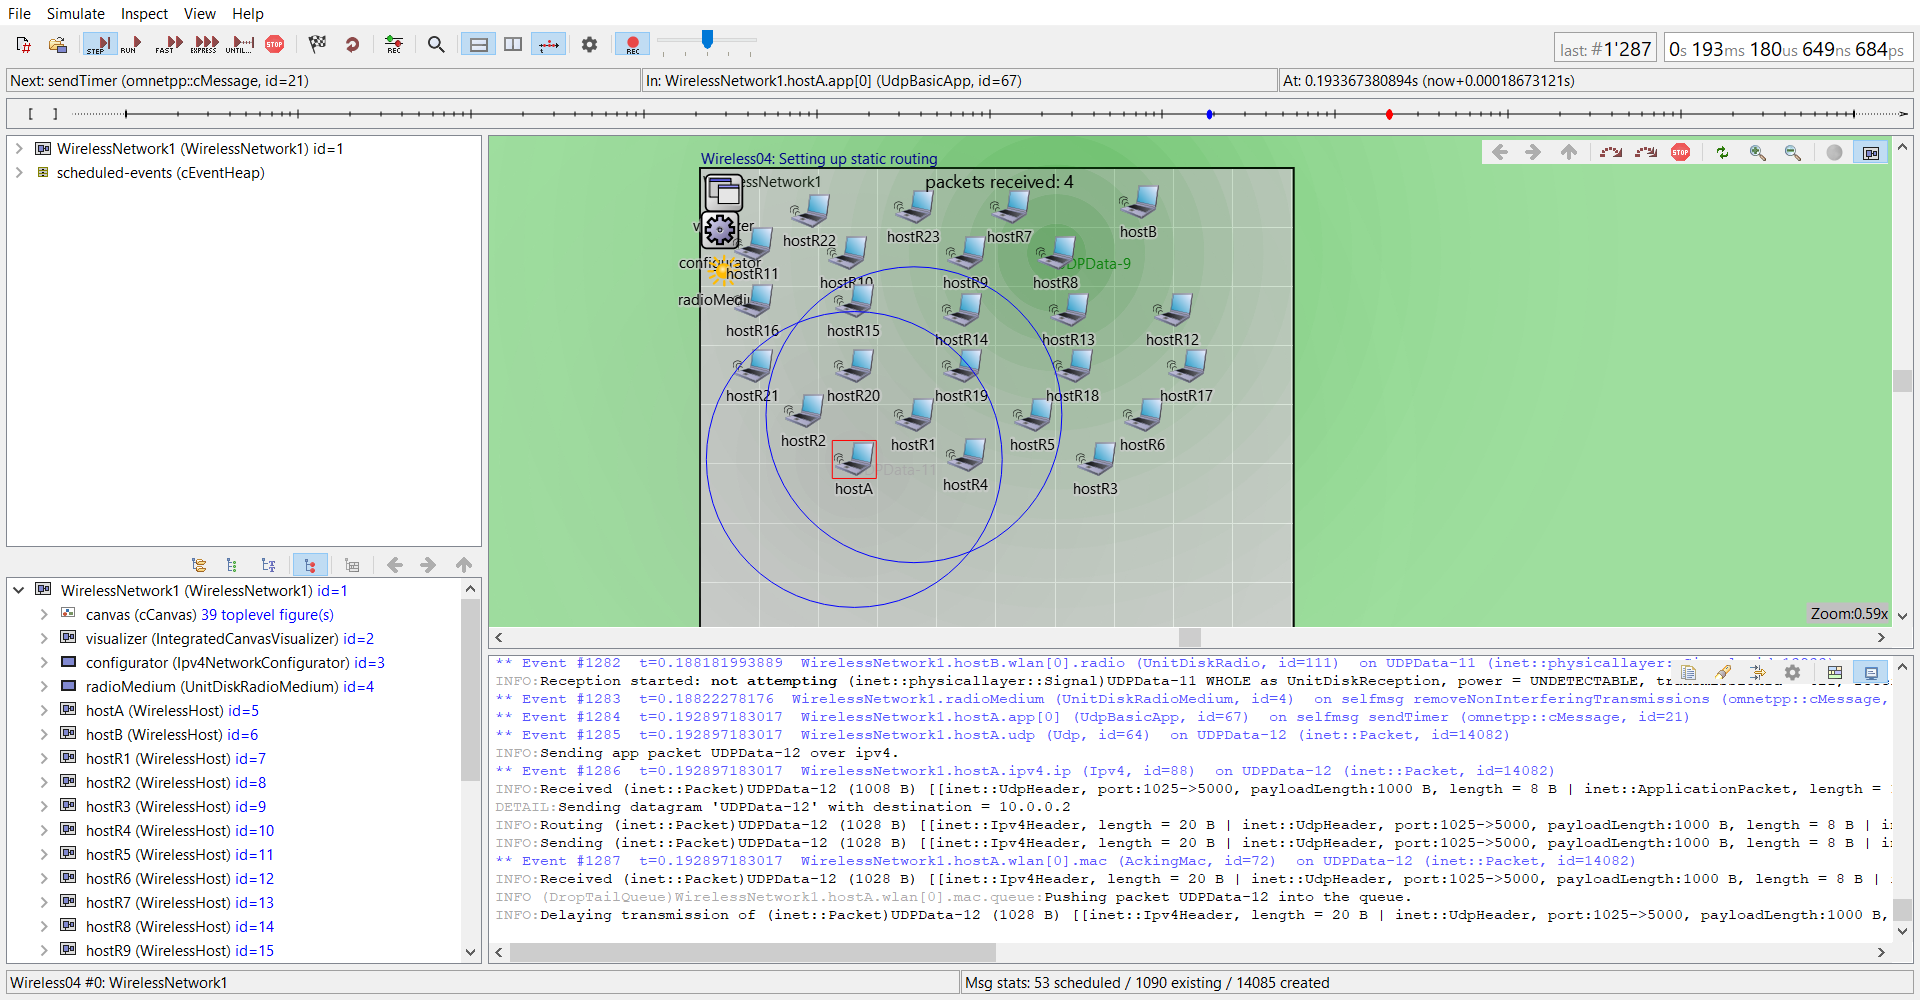 File Simulate Inspect View Help
STEP RUN FAST EXPRESS UNTIL... STOP REC REC
last: #1'287 0s 193ms 180us 649ns 684ps
Next: sendTimer (omnetpp::cMessage, id=21) In: WirelessNetwork1.hostA.app[0] (UdpBasicApp, id=67) At: 0.193367380894s (now+0.00018673121s)
[ ]
WirelessNetwork1 (WirelessNetwork1) id=1
scheduled-events (cEventHeap)
WirelessNetwork1 (WirelessNetwork1) id=1
canvas (cCanvas) 39 toplevel figure(s)
visualizer (IntegratedCanvasVisualizer) id=2
configurator (Ipv4NetworkConfigurator) id=3
radioMedium (UnitDiskRadioMedium) id=4
hostA (WirelessHost) id=5
hostB (WirelessHost) id=6
hostR1 (WirelessHost) id=7
hostR2 (WirelessHost) id=8
hostR3 (WirelessHost) id=9
hostR4 (WirelessHost) id=10
hostR5 (WirelessHost) id=11
hostR6 (WirelessHost) id=12
hostR7 (WirelessHost) id=13
hostR8 (WirelessHost) id=14
hostR9 (WirelessHost) id=15
Wireless04: Setting up static routing
STOP
essNetwork1 packets received: 4
hostR22 hostR23 hostR7 hostB
configurator hostR11 hostR10 hostR9 hostR8 DPData-9
radioMedi
hostR16 hostR15 hostR14 hostR13 hostR12
hostR21 hostR20 hostR19 hostR18 hostR17
hostR2 hostR1 hostR5 hostR6
PData-11
hostA hostR4 hostR3
Zoom:0.59x
** Event #1282 t=0.188181993889 WirelessNetwork1.hostB.wlan[0].radio (UnitDiskRadio, id=111) on UDPData-11 (inet::physicallayer:
INFO:Reception started: not attempting (inet::physicallayer::Signal)UDPData-11 WHOLE as UnitDiskReception, power = UNDETECTABLE,
** Event #1283 t=0.18822278176 WirelessNetwork1.radioMedium (UnitDiskRadioMedium, id=4) on selfmsg removeNonInterferingTransmissions (omnetpp::cMessage,
** Event #1284 t=0.192897183017 WirelessNetwork1.hostA.app[0] (UdpBasicApp, id=67) on selfmsg sendTimer (omnetpp::cMessage, id=21)
** Event #1285 t=0.192897183017 WirelessNetwork1.hostA.udp (Udp, id=64) on UDPData-12 (inet::Packet, id=14082)
INFO:Sending app packet UDPData-12 over ipv4.
** Event #1286 t=0.192897183017 WirelessNetwork1.hostA.ipv4.ip (Ipv4, id=88) on UDPData-12 (inet::Packet, id=14082)
INFO:Received (inet::Packet)UDPData-12 (1008 B) [[inet::UdpHeader, port:1025->5000, payloadLength:1000 B, length = 8 B | inet::ApplicationPacket, length =
DETAIL:Sending datagram 'UDPData-12' with destination = 10.0.0.2
INFO:Routing (inet::Packet)UDPData-12 (1028 B) [[inet::Ipv4Header, length = 20 B | inet::UdpHeader, port:1025->5000, payloadLength:1000 B, length = 8 B | i
INFO:Sending (inet::Packet)UDPData-12 (1028 B) [[inet::Ipv4Header, length = 20 B | inet::UdpHeader, port:1025->5000, payloadLength:1000 B, length = 8 B | i
** Event #1287 t=0.192897183017 WirelessNetwork1.hostA.wlan[0].mac (AckingMac, id=72) on UDPData-12 (inet::Packet, id=14082)
INFO:Received (inet::Packet)UDPData-12 (1028 B) [[inet::Ipv4Header, length = 20 B | inet::UdpHeader, port:1025->5000, payloadLength:1000 B, length = 8 B |
INFO (DropTailQueue)WirelessNetwork1.hostA.wlan[0].mac.queue:Pushing packet UDPData-12 into the queue.
INFO:Delaying transmission of (inet::Packet)UDPData-12 (1028 B) [[inet::Ipv4Header, length = 20 B | inet::UdpHeader, port:1025->5000, payloadLength:1000 B,
Wireless04 #0: WirelessNetwork1 Msg stats: 53 scheduled / 1090 existing / 14085 created